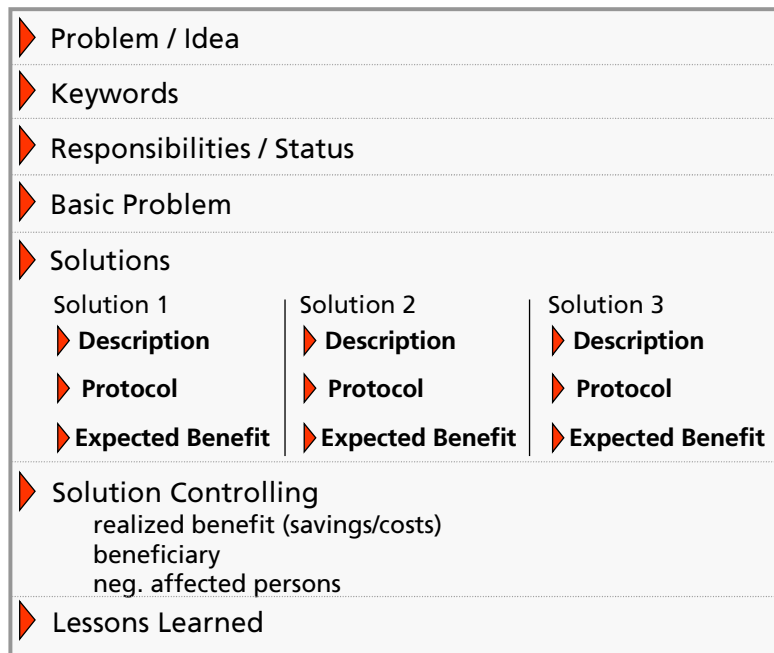 Problem / Idea
Keywords
Responsibilities / Status
Basic Problem
Solutions
Solution 1
Description
Protocol
Expected Benefit
Solution 2
Description
Protocol
Expected Benefit
Solution 3
Description
Protocol
Expected Benefit
Solution Controlling
realized benefit (savings/costs)
beneficiary
neg. affected persons
Lessons Learned